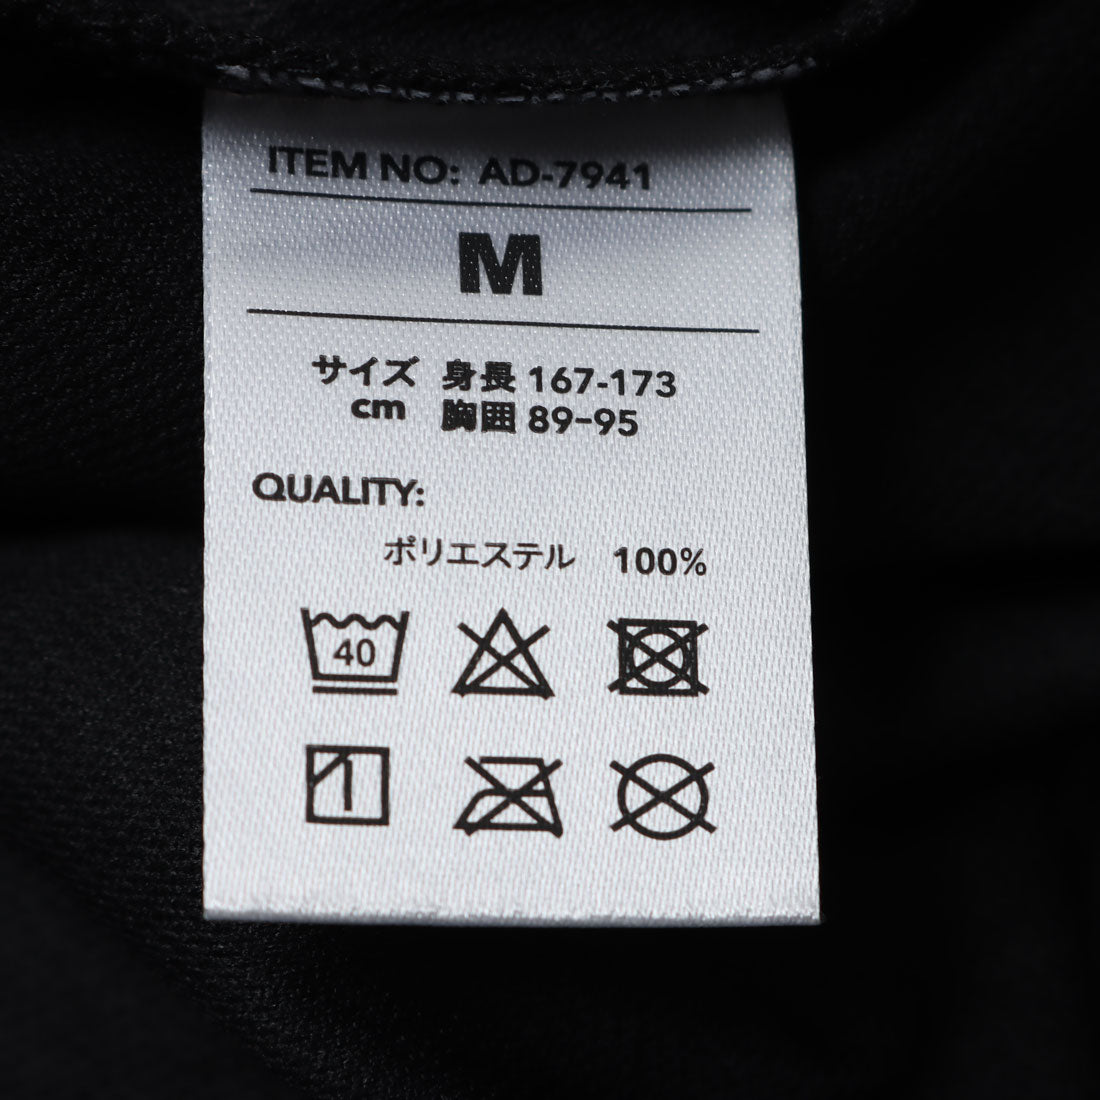 ITEM NO: AD-7941
M
サイズ 身長 167-173
cm 胸囲 89-95
QUALITY:
ポリエステル 100%
40